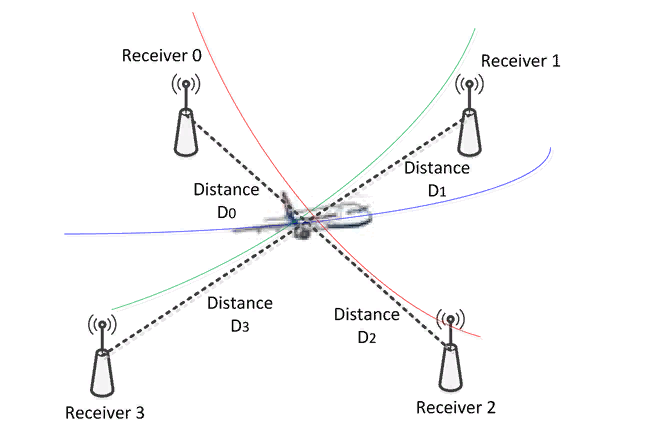 Receiver 0
Receiver 1
Distance
D1
Distance
D0
Distance
D3
Distance
D2
Receiver 3
Receiver 2